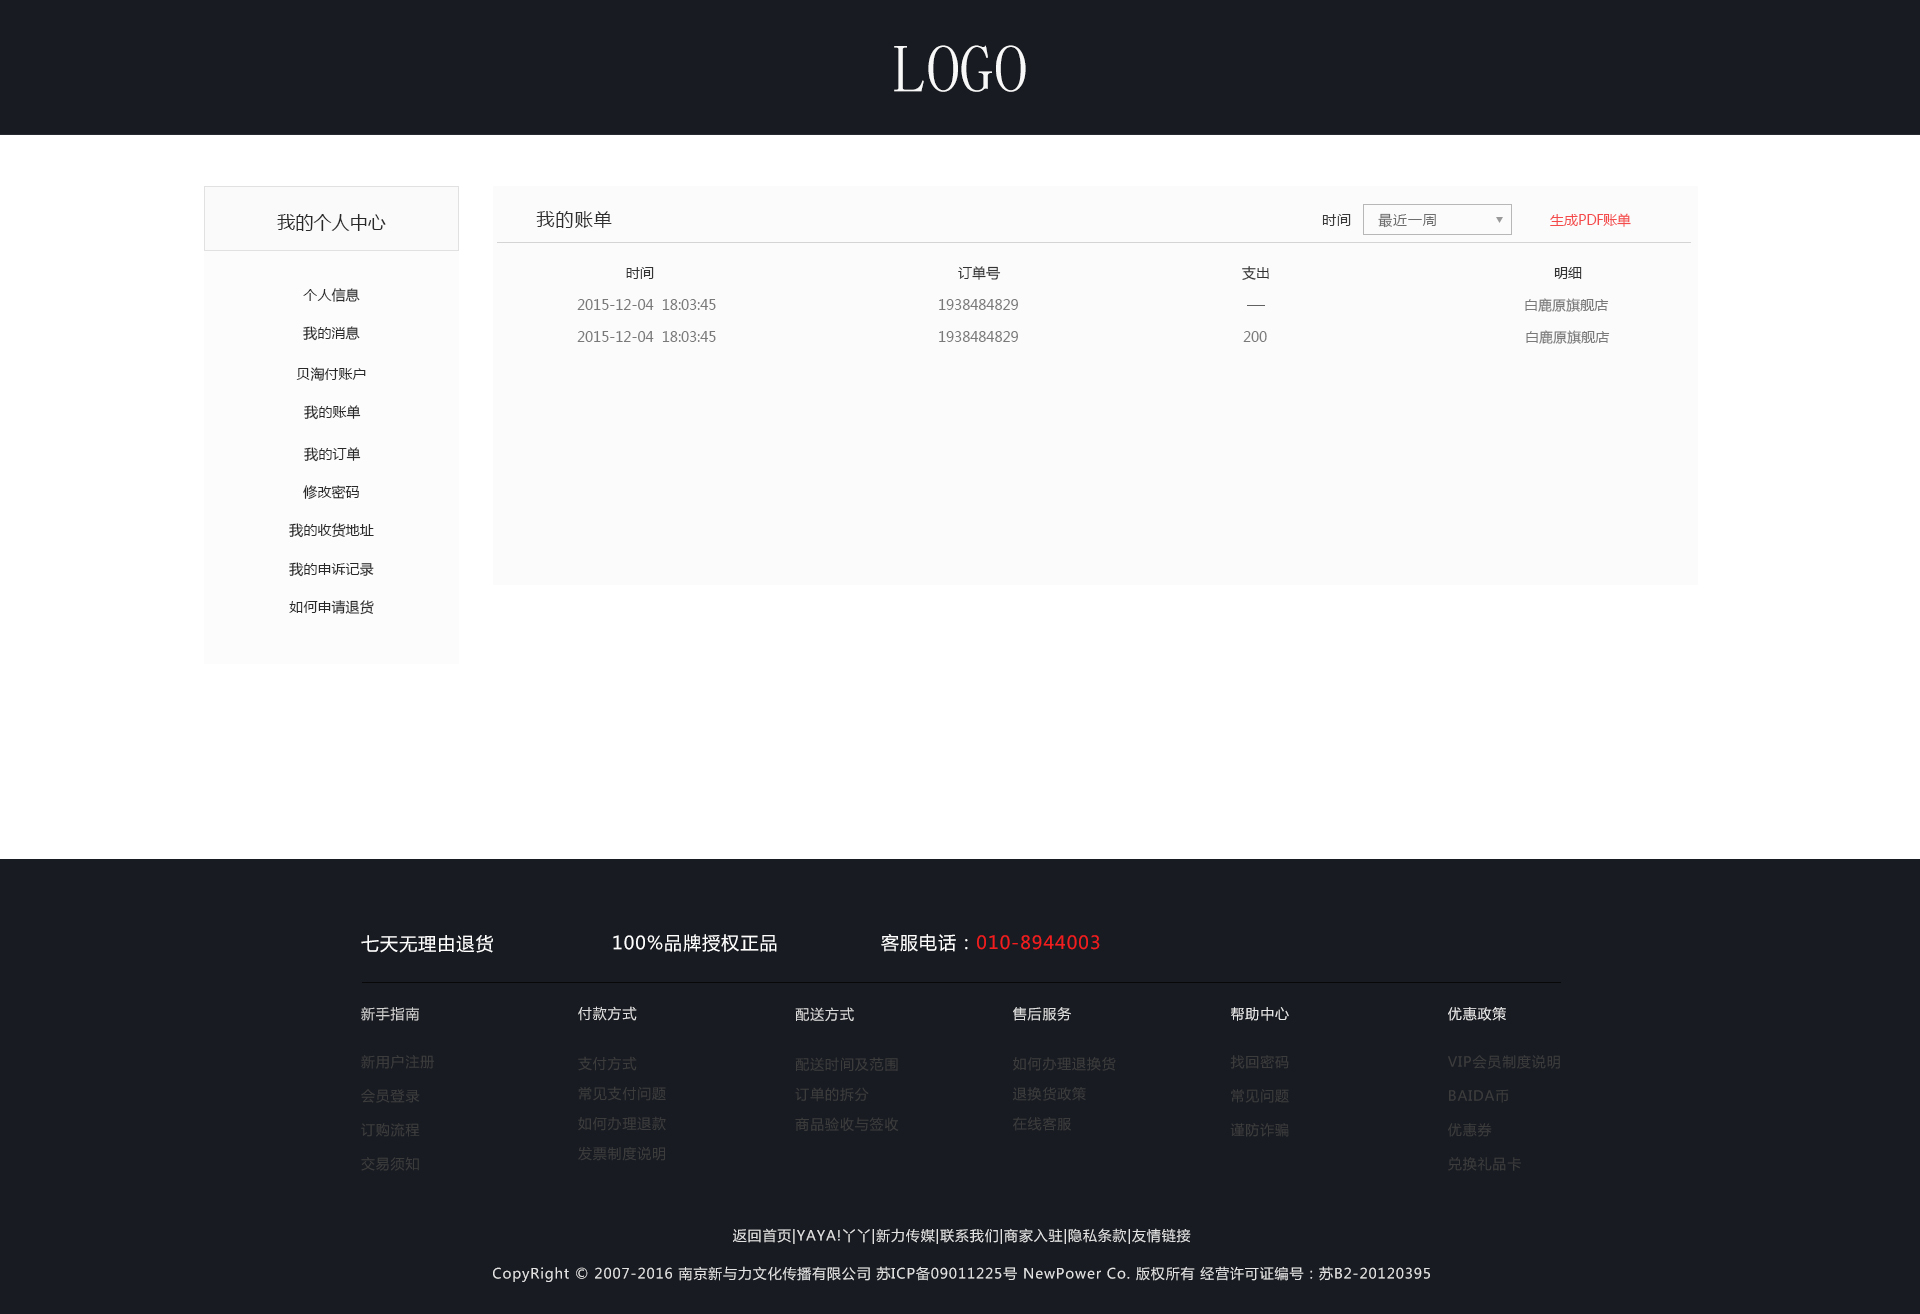 LOGO
我的个人中心
个人信息
我的消息
贝淘付账户
我的账单
我的订单
修改密码
我的收货地址
我的申诉记录
如何申请退货
我的账单 时间 最近一周 生成PDF账单
时间 订单号 支出 明细
2015-12-04 18:03:45 1938484829 — 白鹿原旗舰店
2015-12-04 18:03:45 1938484829 200 白鹿原旗舰店
七天无理由退货 100%品牌授权正品 客服电话：010-8944003
新手指南
新用户注册
会员登录
订购流程
交易须知
付款方式
支付方式
常见支付问题
如何办理退款
发票制度说明
配送方式
配送时间及范围
订单的拆分
商品验收与签收
售后服务
如何办理退换货
退换货政策
在线客服
帮助中心
找回密码
常见问题
谨防诈骗
优惠政策
VIP会员制度说明
BAIDA币
优惠券
兑换礼品卡
返回首页|YAYA!丫丫|新力传媒|联系我们|商家入驻|隐私条款|友情链接
CopyRight © 2007-2016 南京新与力文化传播有限公司 苏ICP备09011225号 NewPower Co. 版权所有 经营许可证编号：苏B2-20120395